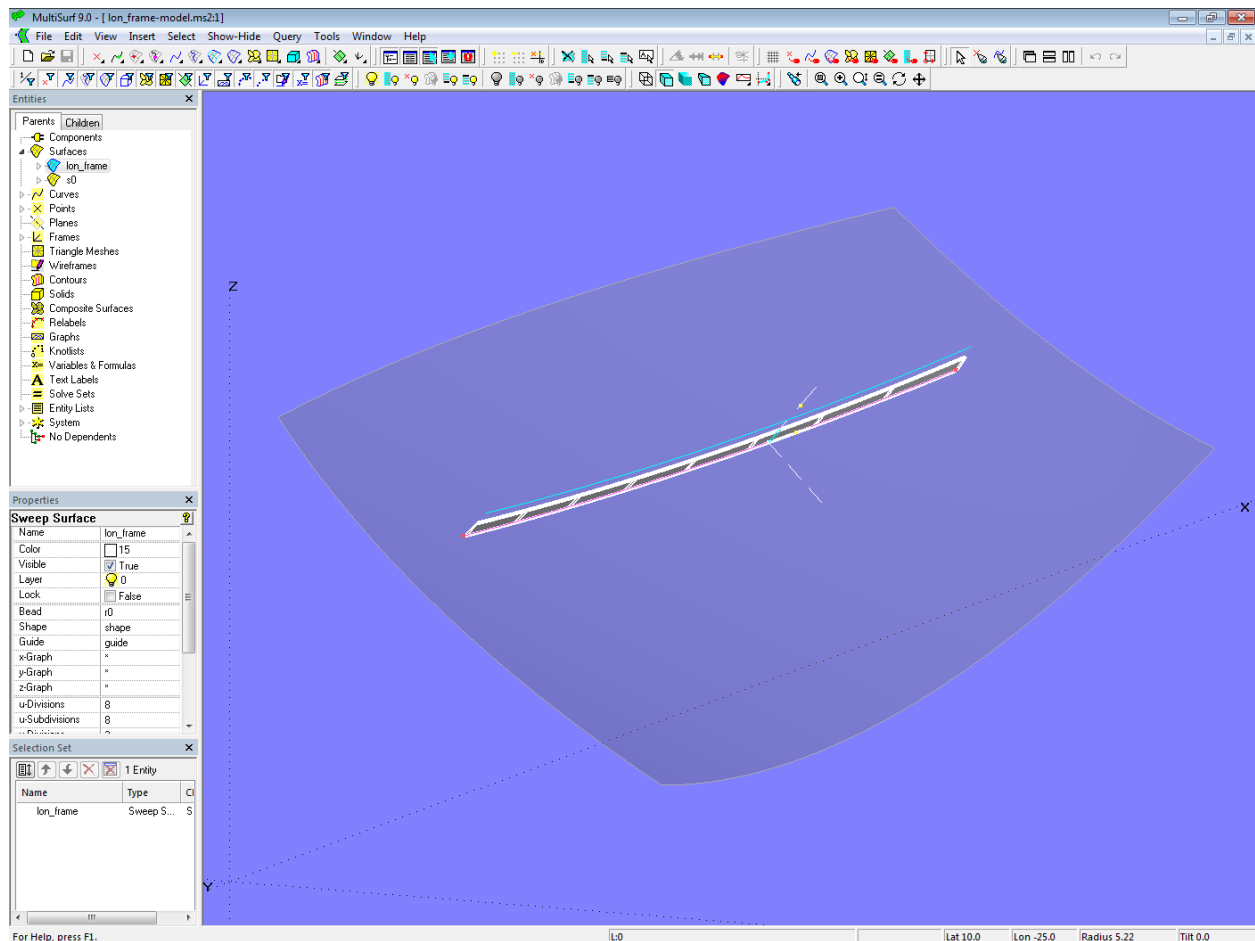 MultiSurf 9.0 - [ lon_frame-model.ms2:1]
File Edit View Insert Select Show-Hide Query Tools Window Help
Entities
Parents Children
Components
Surfaces
lon_frame
s0
Curves
Points
Planes
Frames
Triangle Meshes
Wireframes
Contours
Solids
Composite Surfaces
Relabels
Graphs
Knotlists
Variables & Formulas
Text Labels
Solve Sets
Entity Lists
System
No Dependents
Properties
Sweep Surface
Name lon_frame
Color 15
Visible True
Layer 0
Lock False
Bead r0
Shape shape
Guide guide
x-Graph *
y-Graph *
z-Graph *
u-Divisions 8
u-Subdivisions 8
Selection Set
1 Entity
Name Type Cl
lon_frame Sweep S... S
Z
X
Y
For Help, press F1. L:0 Lat 10.0 Lon -25.0 Radius 5.22 Tilt 0.0